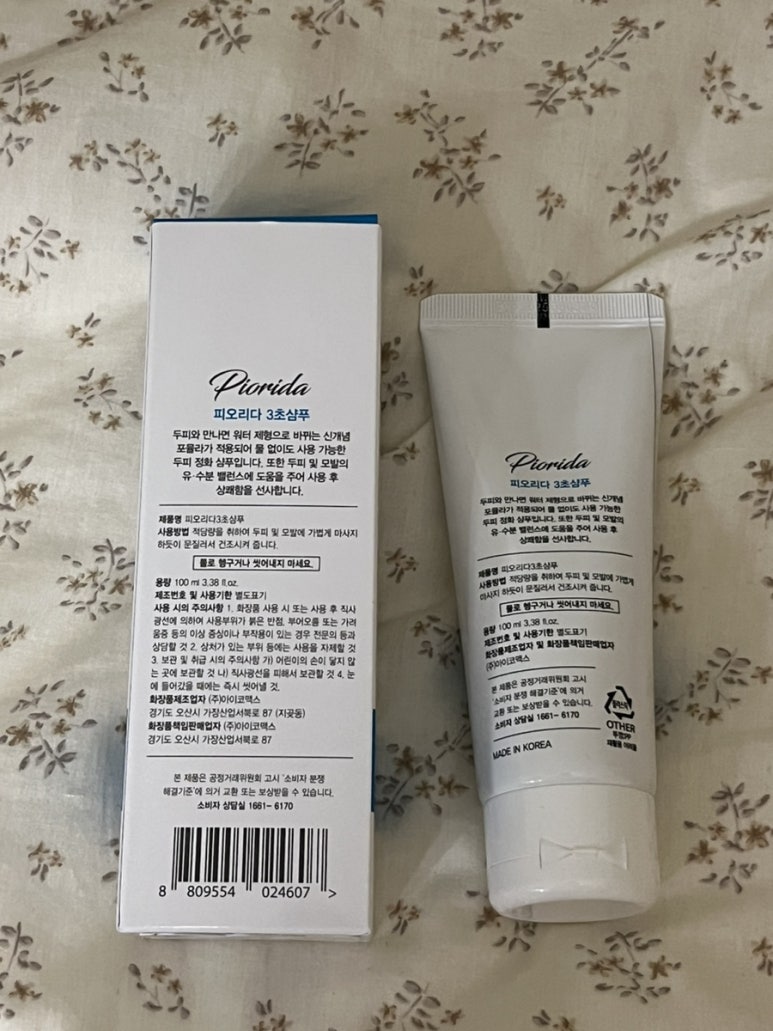 Piorida
피오리다 3초샴푸
두피와 만나면 워터 제형으로 바뀌는 신개념
포뮬라가 적용되어 물 없이도 사용 가능한
두피 정화 샴푸입니다. 또한 두피 및 모발의
유·수분 밸런스에 도움을 주어 사용 후
상쾌함을 선사합니다.
제품명 피오리다3초샴푸
사용방법 적당량을 취하여 두피 및 모발에 가볍게 마사지
하듯이 문질러서 건조시켜 줍니다.
물로 헹구거나 씻어내지 마세요.
용량 100 ml 3.38 fl.oz.
제조번호 및 사용기한 별도표기
사용 시의 주의사항 1. 화장품 사용 시 또는 사용 후 직사
광선에 의하여 사용부위가 붉은 반점, 부어오름 또는 가려
움증 등의 이상 증상이나 부작용이 있는 경우 전문의 등과
상담할 것 2. 상처가 있는 부위 등에는 사용을 자제할 것
3. 보관 및 취급 시의 주의사항 가) 어린이의 손이 닿지 않
는 곳에 보관할 것 나) 직사광선을 피해서 보관할 것 4. 눈
에 들어갔을 때에는 즉시 씻어낼 것.
화장품제조업자 (주)아이코맥스
경기도 오산시 가장산업서북로 87 (지곶동)
화장품책임판매업자 (주)아이코맥스
경기도 오산시 가장산업서북로 87
본 제품은 공정거래위원회 고시 '소비자 분쟁
해결기준'에 의거 교환 또는 보상받을 수 있습니다.
소비자 상담실 1661- 6170
8 809554 024607 >
Piorida
피오리다 3초샴푸
두피와 만나면 워터 제형으로 바뀌는 신개념
포뮬라가 적용되어 물 없이도 사용 가능한
두피 정화 샴푸입니다. 또한 두피 및 모발의
유·수분 밸런스에 도움을 주어 사용 후
상쾌함을 선사합니다.
제품명 피오리다3초샴푸
사용방법 적당량을 취하여 두피 및 모발에 가볍게
마사지 하듯이 문질러서 건조시켜 줍니다.
물로 헹구거나 씻어내지 마세요.
용량 100 ml 3.38 fl.oz.
제조번호 및 사용기한 별도표기
화장품제조업자 및 화장품책임판매업자
(주)아이코맥스
본 제품은 공정거래위원회 고시
'소비자 분쟁 해결기준'에 의거
교환 또는 보상받을 수 있습니다.
소비자 상담실 1661- 6170
MADE IN KOREA
OTHER